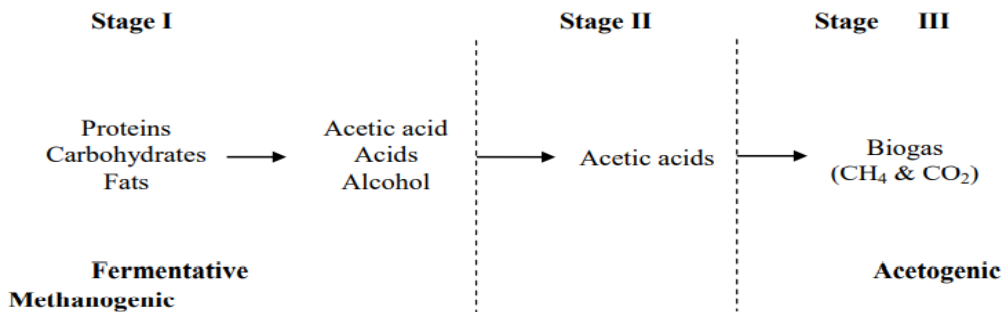 Stage I
Stage II
Stage III
Proteins
Carbohydrates
Fats
Acetic acid
Acids
Alcohol
Acetic acids
Biogas
(CH₄ & CO₂)
Fermentative
Acetogenic
Methanogenic